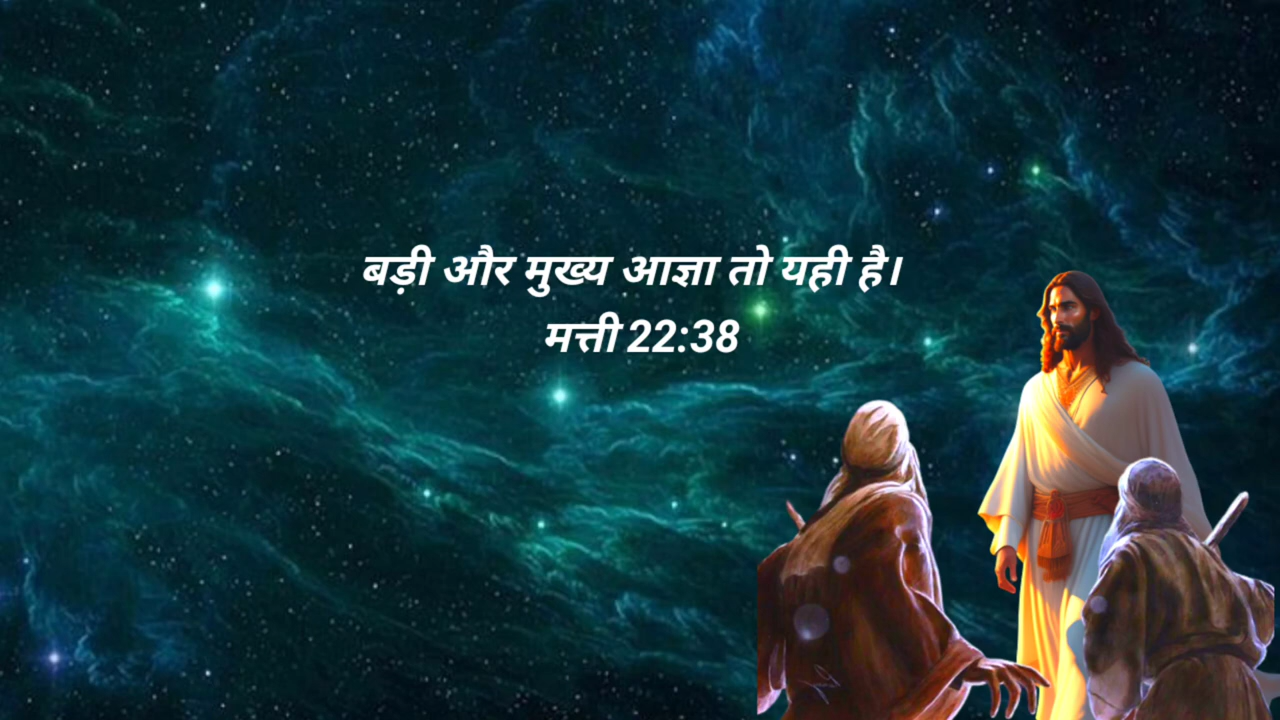 बड़ी और मुख्य आज्ञा तो यही है।
मत्ती 22:38